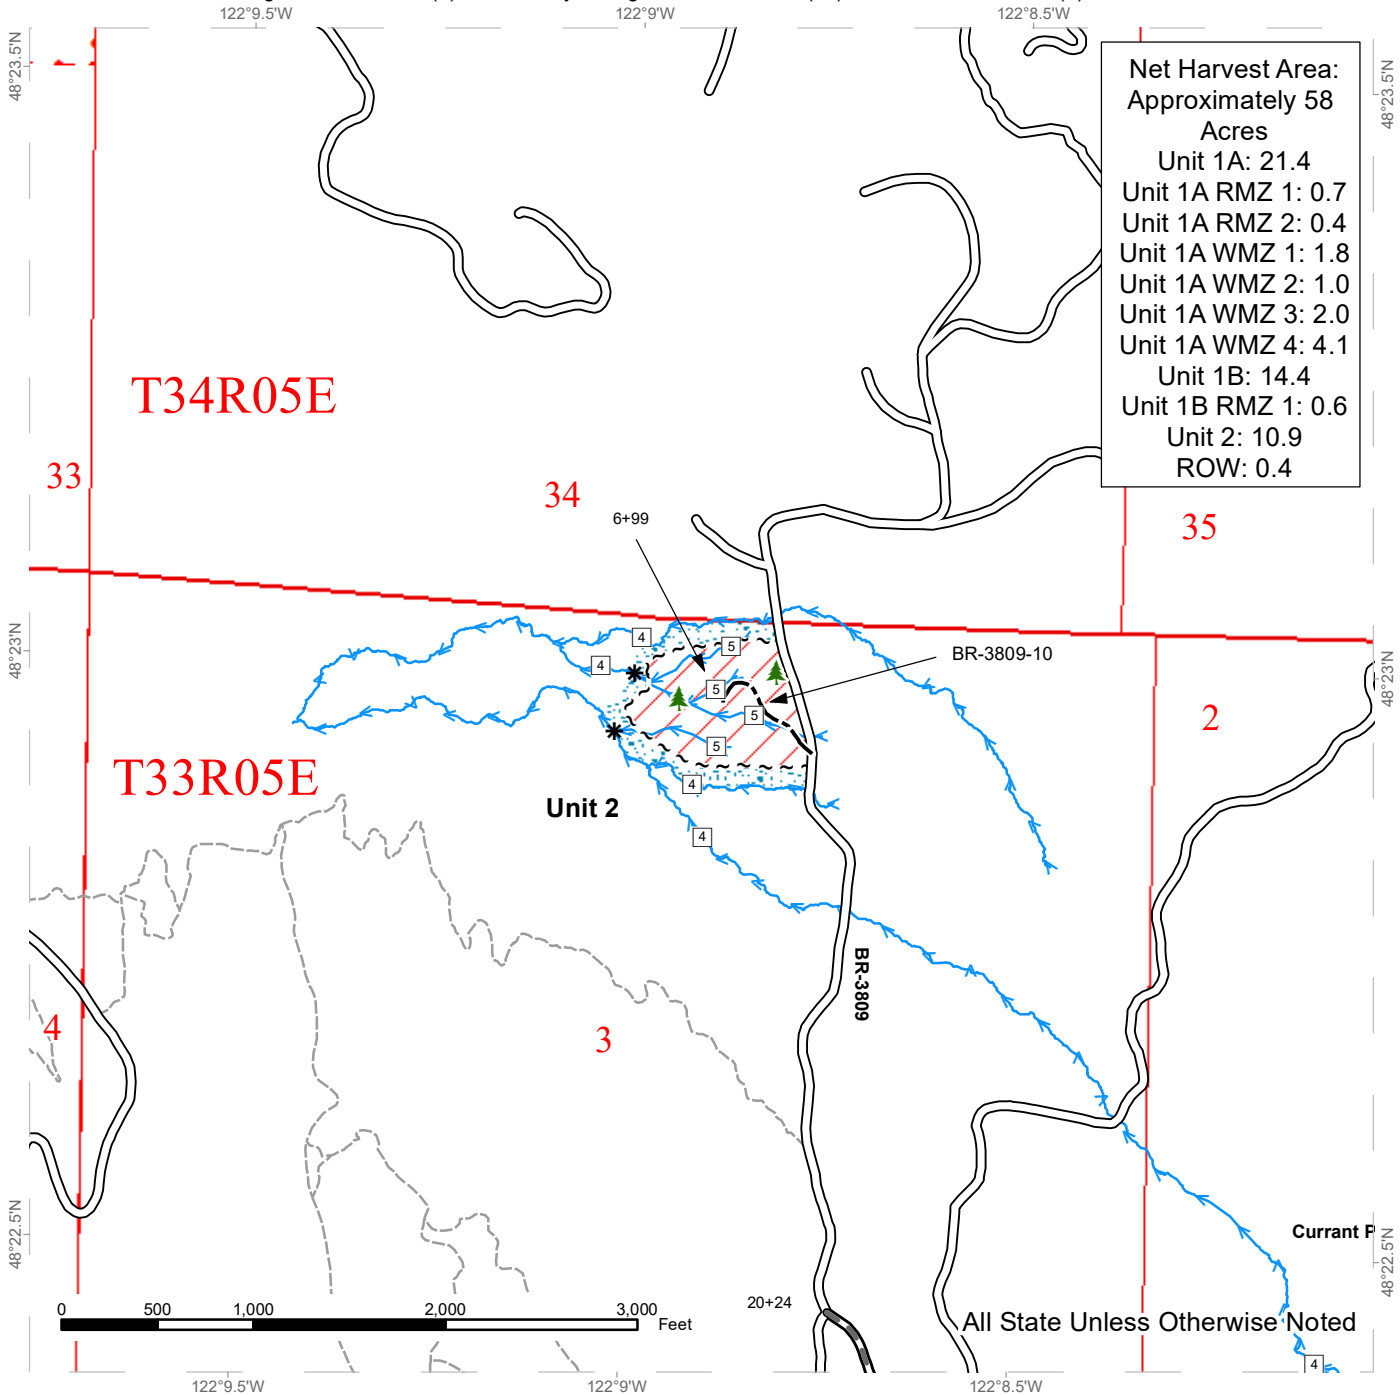 122°9.5'W
122°9'W
122°8.5'W
48°23.5'N
48°23.5'N
Net Harvest Area:
Approximately 58
Acres
Unit 1A: 21.4
Unit 1A RMZ 1: 0.7
Unit 1A RMZ 2: 0.4
Unit 1A WMZ 1: 1.8
Unit 1A WMZ 2: 1.0
Unit 1A WMZ 3: 2.0
Unit 1A WMZ 4: 4.1
Unit 1B: 14.4
Unit 1B RMZ 1: 0.6
Unit 2: 10.9
ROW: 0.4
T34R05E
33
34
35
6+99
48°23'N
48°23'N
4
5
4
BR-3809-10
5
5
5
2
T33R05E
4
Unit 2
4
BR-3809
4
3
48°22.5'N
48°22.5'N
Currant P
20+24
0
500
1,000
2,000
3,000
Feet
All State Unless Otherwise Noted
4
122°9.5'W
122°9'W
122°8.5'W